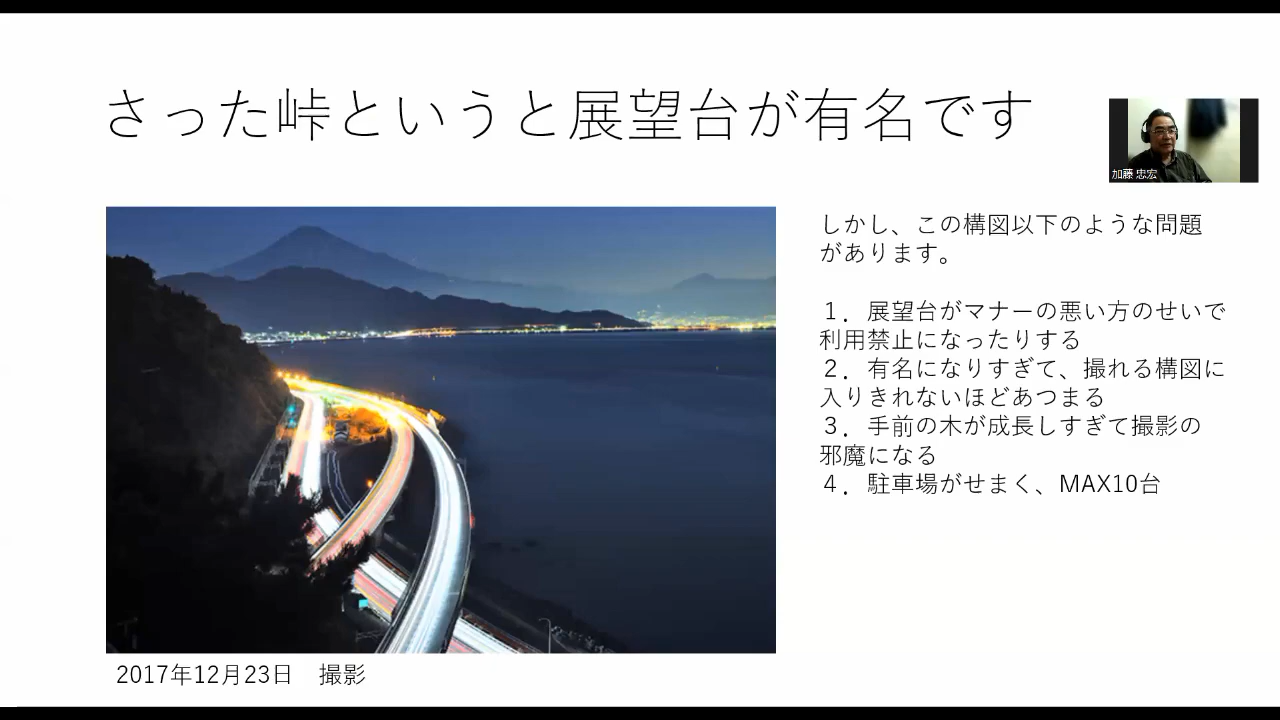 さった峠というと展望台が有名です
加藤 忠宏
しかし、この構図以下のような問題
があります。
１．展望台がマナーの悪い方のせいで
利用禁止になったりする
２．有名になりすぎて、撮れる構図に
入りきれないほどあつまる
３．手前の木が成長しすぎて撮影の
邪魔になる
４．駐車場がせまく、MAX10台
2017年12月23日　撮影